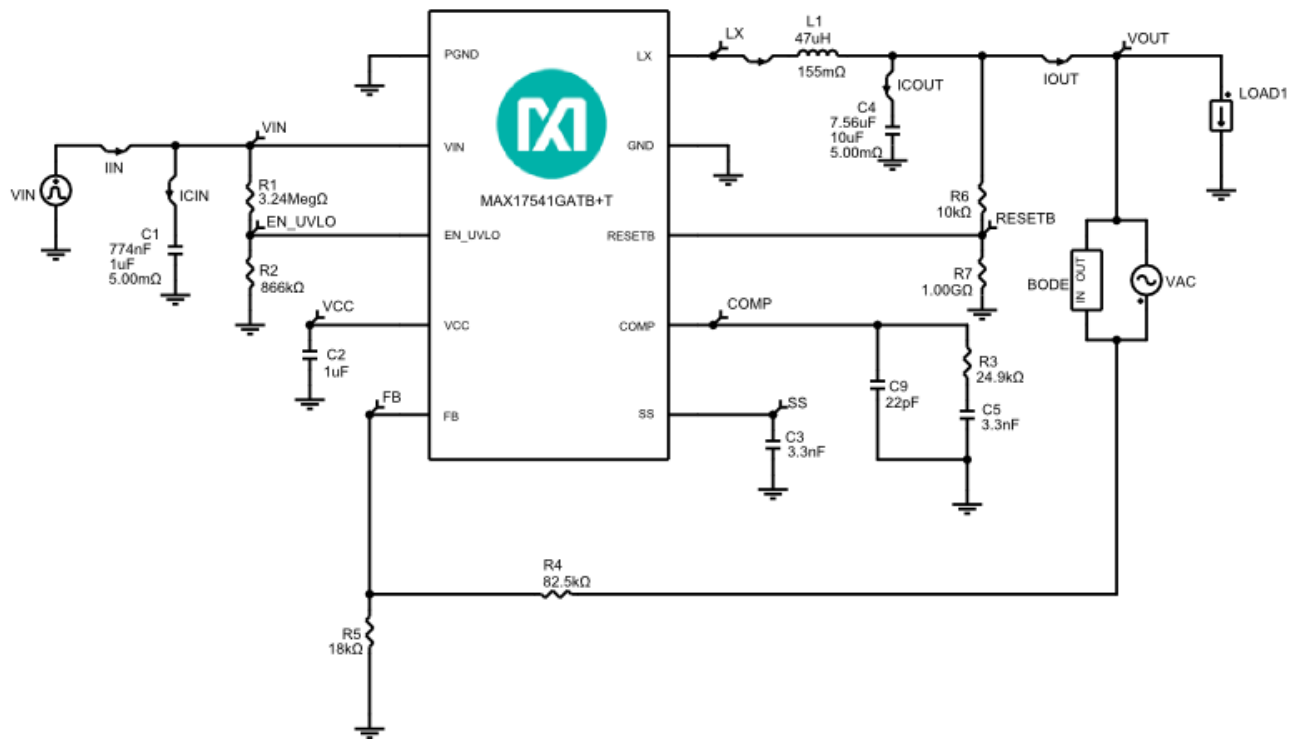 L1
47uH
155mΩ
LX
VOUT
PGND
LX
ICOUT
IOUT
LOAD1
C4
7.56uF
10uF
5.00mΩ
VIN
IIN
VIN
VIN
GND
ICIN
R1
3.24MegΩ
MAX17541GATB+T
R6
10kΩ
EN_UVLO
EN_UVLO
RESETB
RESETB
C1
774nF
1uF
5.00mΩ
R2
866kΩ
R7
1.00GΩ
BODE
IN OUT
VAC
VCC
VCC
COMP
COMP
C2
1uF
R3
24.9kΩ
C9
22pF
FB
FB
SS
SS
C5
3.3nF
C3
3.3nF
R4
82.5kΩ
R5
18kΩ